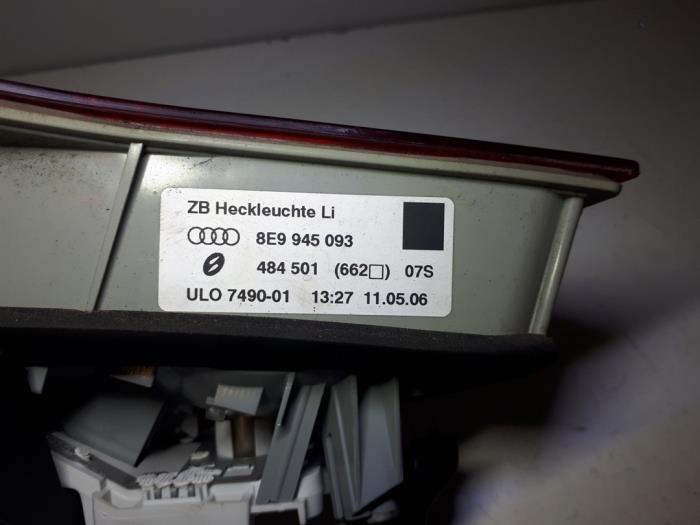 ZB Heckleuchte Li
8E9 945 093
484 501 (662□) 07S
ULO 7490-01 13:27 11.05.06